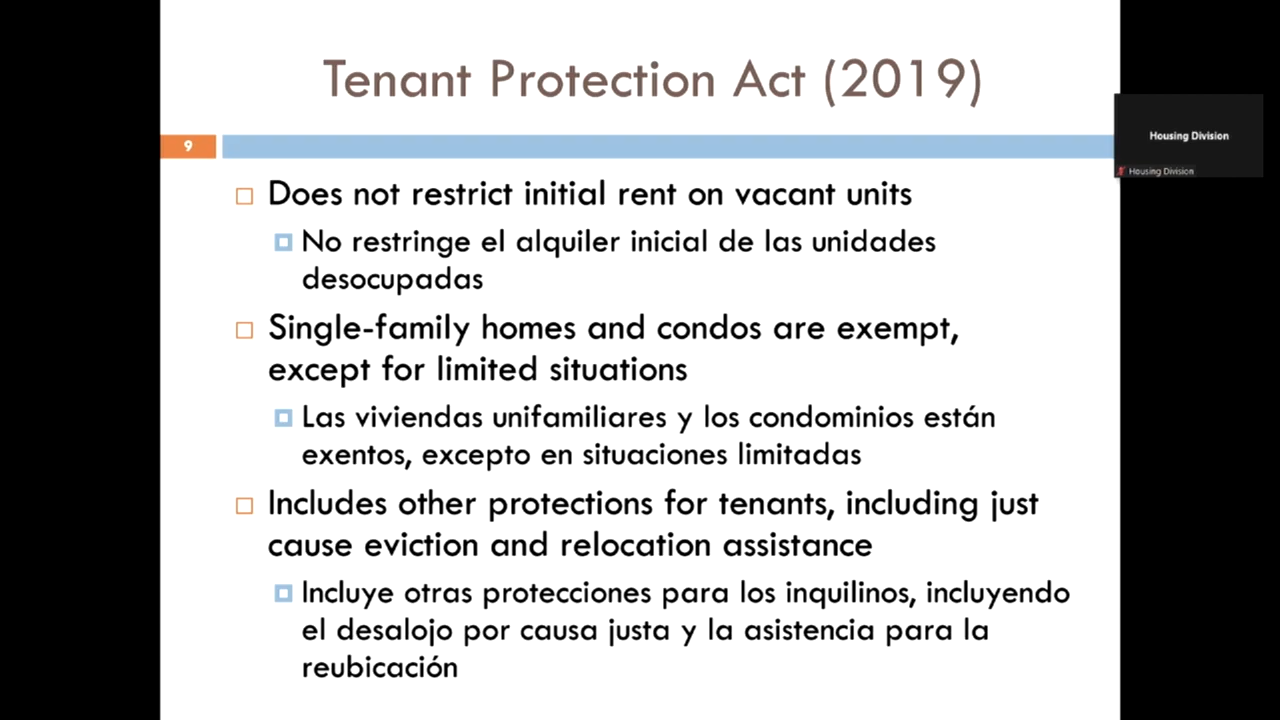 Tenant Protection Act (2019)
9
Housing Division
Housing Division
Does not restrict initial rent on vacant units
No restringe el alquiler inicial de las unidades
desocupadas
Single-family homes and condos are exempt,
except for limited situations
Las viviendas unifamiliares y los condominios están
exentos, excepto en situaciones limitadas
Includes other protections for tenants, including just
cause eviction and relocation assistance
Incluye otras protecciones para los inquilinos, incluyendo
el desalojo por causa justa y la asistencia para la
reubicación